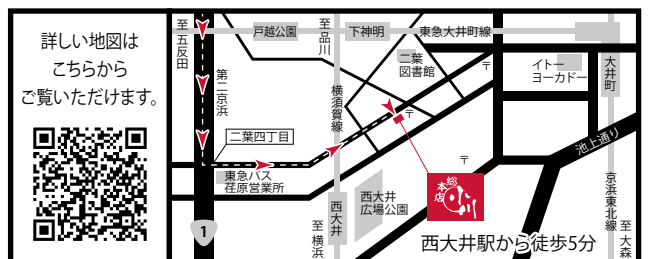 詳しい地図は
こちらから
ご覧いただけます。
至五反田
第二京浜
戸越公園
至品川
下神明
東急大井町線
二葉
図書館
〒
イトー
ヨーカドー
大井町
横須賀線
〒
二葉四丁目
池上通り
東急バス
荏原営業所
〒
西大井
西大井
広場公園
総本店
小川
京浜東北線
1
至横浜
西大井駅から徒歩5分
至大森